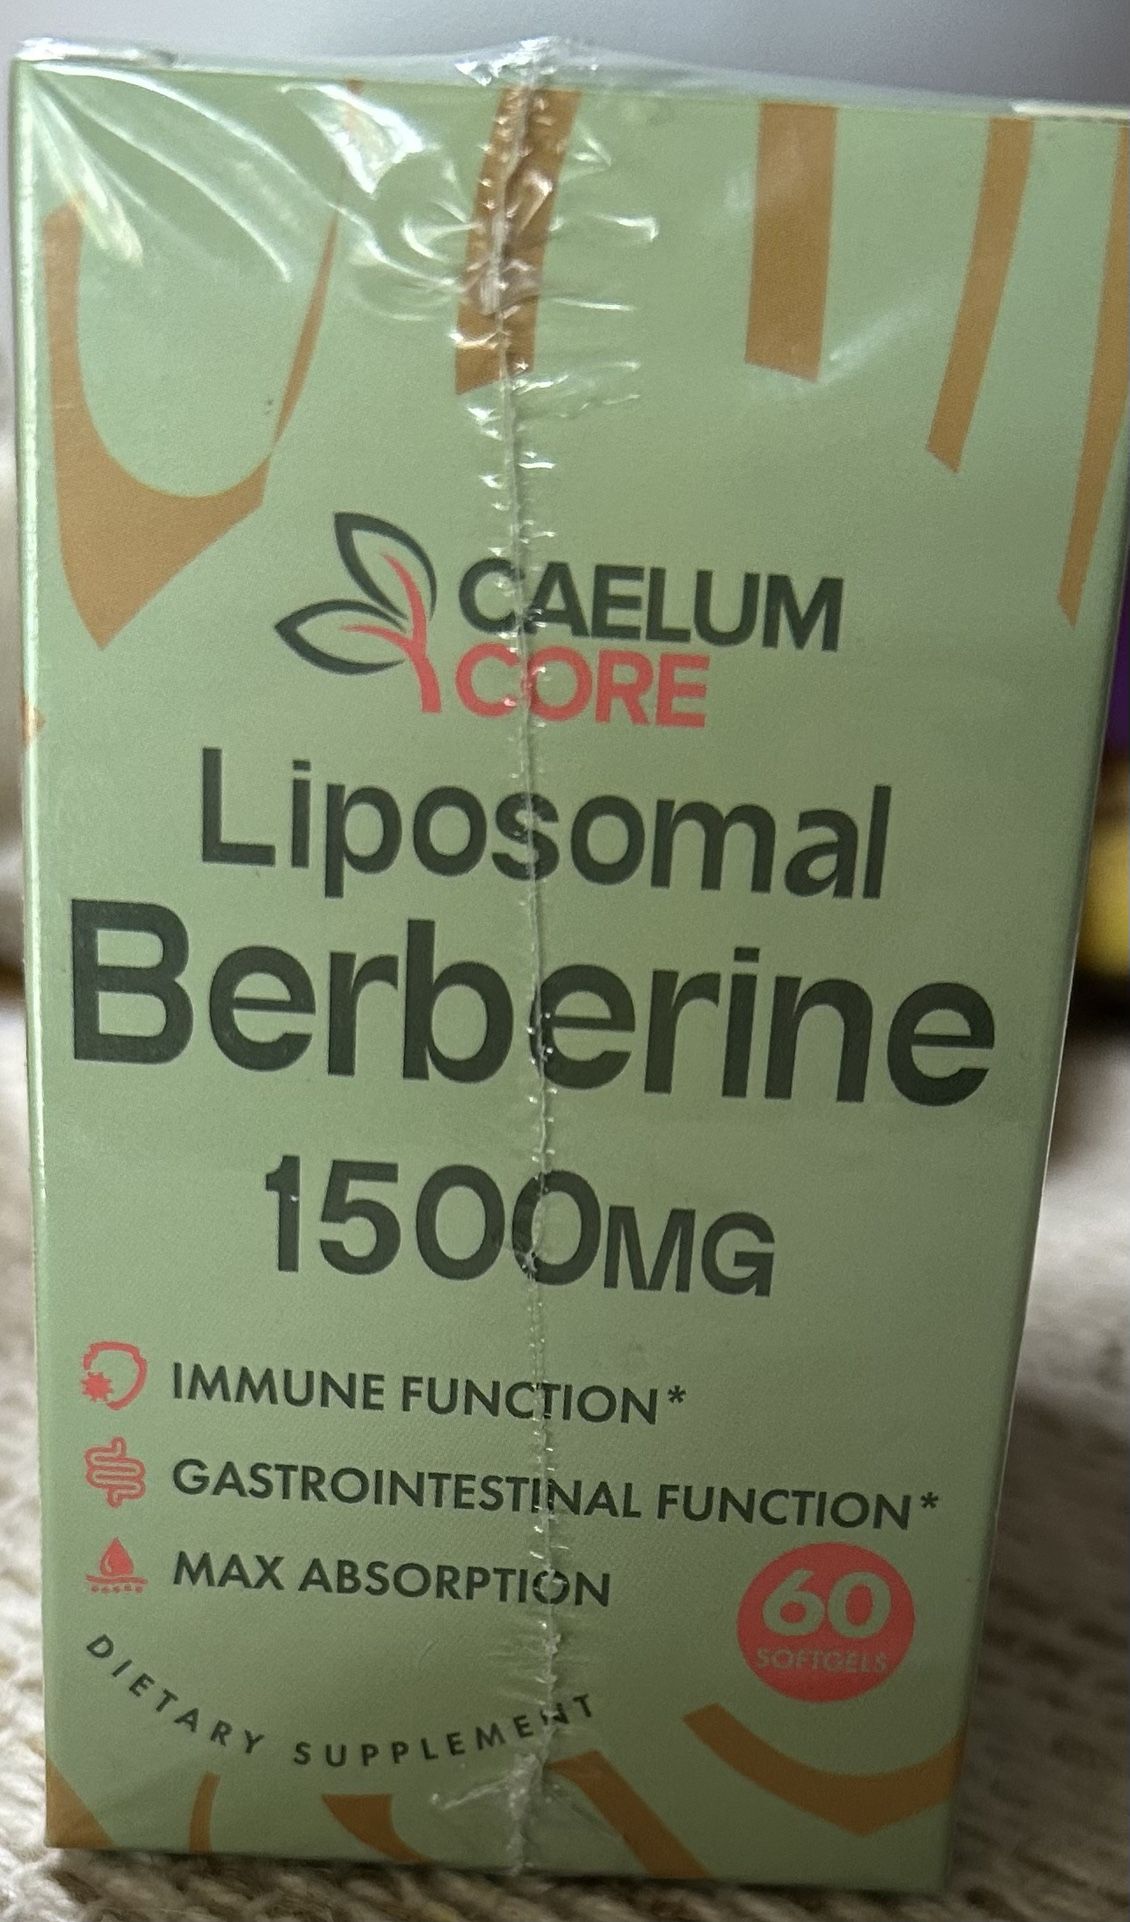 CAELUM
CORE
Liposomal
Berberine
1500MG
IMMUNE FUNCTION*
GASTROINTESTINAL FUNCTION*
MAX ABSORPTION
60
SOFTGELS
DIETARY SUPPLEMENT